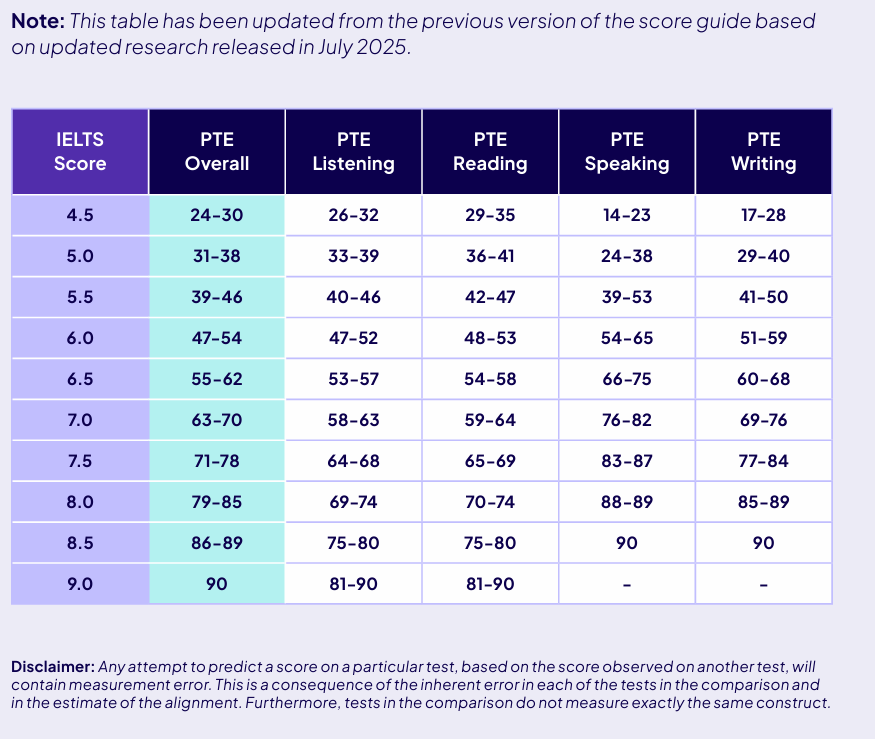 Note: This table has been updated from the previous version of the score guide based
on updated research released in July 2025.
IELTS Score PTE Overall PTE Listening PTE Reading PTE Speaking PTE Writing
4.5 24-30 26-32 29-35 14-23 17-28
5.0 31-38 33-39 36-41 24-38 29-40
5.5 39-46 40-46 42-47 39-53 41-50
6.0 47-54 47-52 48-53 54-65 51-59
6.5 55-62 53-57 54-58 66-75 60-68
7.0 63-70 58-63 59-64 76-82 69-76
7.5 71-78 64-68 65-69 83-87 77-84
8.0 79-85 69-74 70-74 88-89 85-89
8.5 86-89 75-80 75-80 90 90
9.0 90 81-90 81-90 - -
Disclaimer: Any attempt to predict a score on a particular test, based on the score observed on another test, will
contain measurement error. This is a consequence of the inherent error in each of the tests in the comparison and
in the estimate of the alignment. Furthermore, tests in the comparison do not measure exactly the same construct.